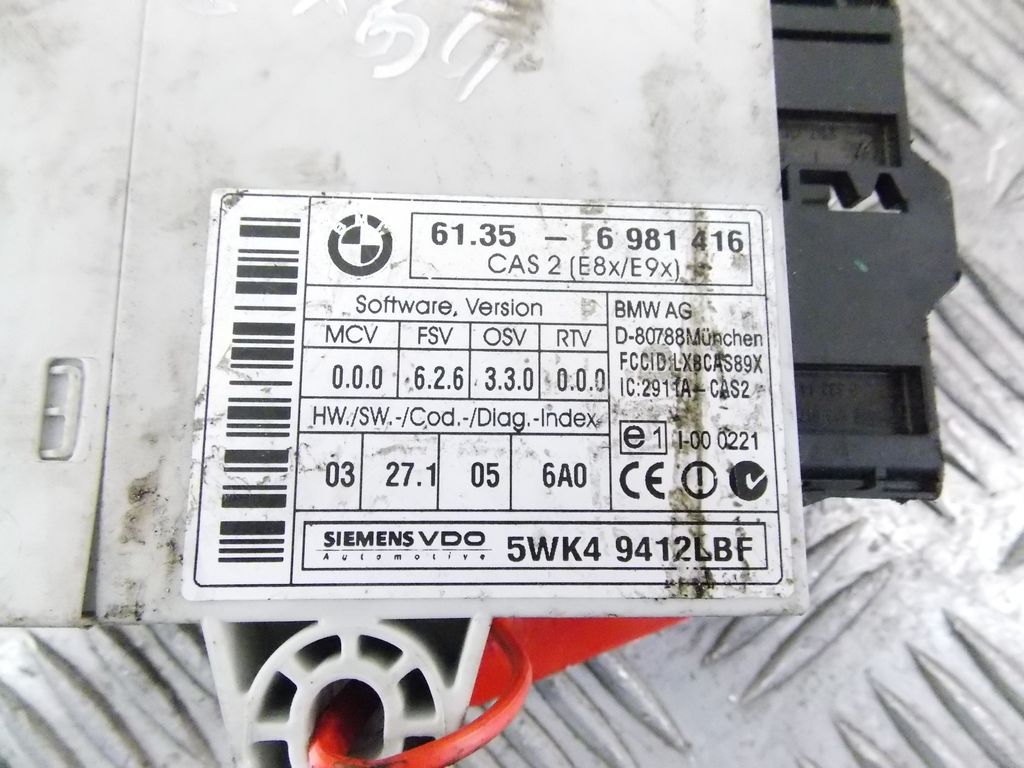 BMW
61.35 - 6 981 416
CAS 2 (E8x/E9x)
Software, Version
MCV FSV OSV RTV
0.0.0 6.2.6 3.3.0 0.0.0
HW./SW.-/Cod.-/Diag.-Index
03 27.1 05 6A0
BMW AG
D-80788München
FCCID:LX8CAS89X
IC:2911A-CAS2
e1 I-00 0221
CE
SIEMENS VDO
Automotive
5WK4 9412LBF